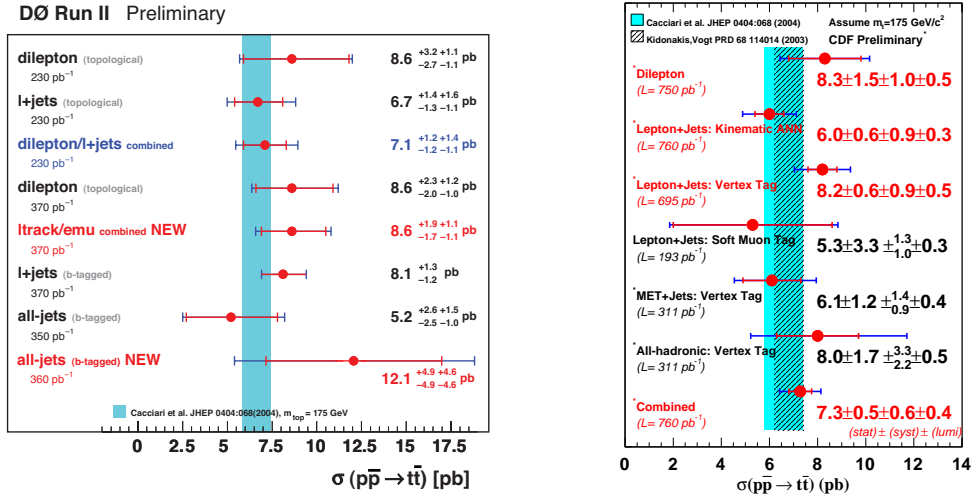 DØ Run II Preliminary
dilepton (topological)
230 pb⁻¹
8.6 +3.2 +1.1 pb
−2.7 −1.1
l+jets (topological)
230 pb⁻¹
6.7 +1.4 +1.6 pb
−1.3 −1.1
dilepton/l+jets combined
230 pb⁻¹
7.1 +1.2 +1.4 pb
−1.2 −1.1
dilepton (topological)
370 pb⁻¹
8.6 +2.3 +1.2 pb
−2.0 −1.0
ltrack/emu combined NEW
370 pb⁻¹
8.6 +1.9 +1.1 pb
−1.7 −1.1
l+jets (b-tagged)
370 pb⁻¹
8.1 +1.3 pb
−1.2
all-jets (b-tagged)
350 pb⁻¹
5.2 +2.6 +1.5 pb
−2.5 −1.0
all-jets (b-tagged) NEW
360 pb⁻¹
12.1 +4.9 +4.6 pb
−4.9 −4.6
Cacciari et al. JHEP 0404:068(2004), m top = 175 GeV
0 2.5 5 7.5 10 12.5 15 17.5
σ (pp̅ → tt̅) [pb]
Cacciari et al. JHEP 0404:068 (2004)
Kidonakis,Vogt PRD 68 114014 (2003)
Assume mt=175 GeV/c²
CDF Preliminary*
*Dilepton
(L= 750 pb⁻¹)
8.3±1.5±1.0±0.5
*Lepton+Jets: Kinematic ANN
(L= 760 pb⁻¹)
6.0±0.6±0.9±0.3
*Lepton+Jets: Vertex Tag
(L= 695 pb⁻¹)
8.2±0.6±0.9±0.5
Lepton+Jets: Soft Muon Tag
(L= 193 pb⁻¹)
5.3±3.3 ±1.3 1.0 ±0.3
*MET+Jets: Vertex Tag
(L= 311 pb⁻¹)
6.1±1.2 ±1.4 0.9 ±0.4
*All-hadronic: Vertex Tag
(L= 311 pb⁻¹)
8.0±1.7 ±3.3 2.2 ±0.5
*Combined
(L= 760 pb⁻¹)
7.3±0.5±0.6±0.4
(stat) ± (syst) ± (lumi)
0 2 4 6 8 10 12 14
σ(pp̅ → tt̅) (pb)